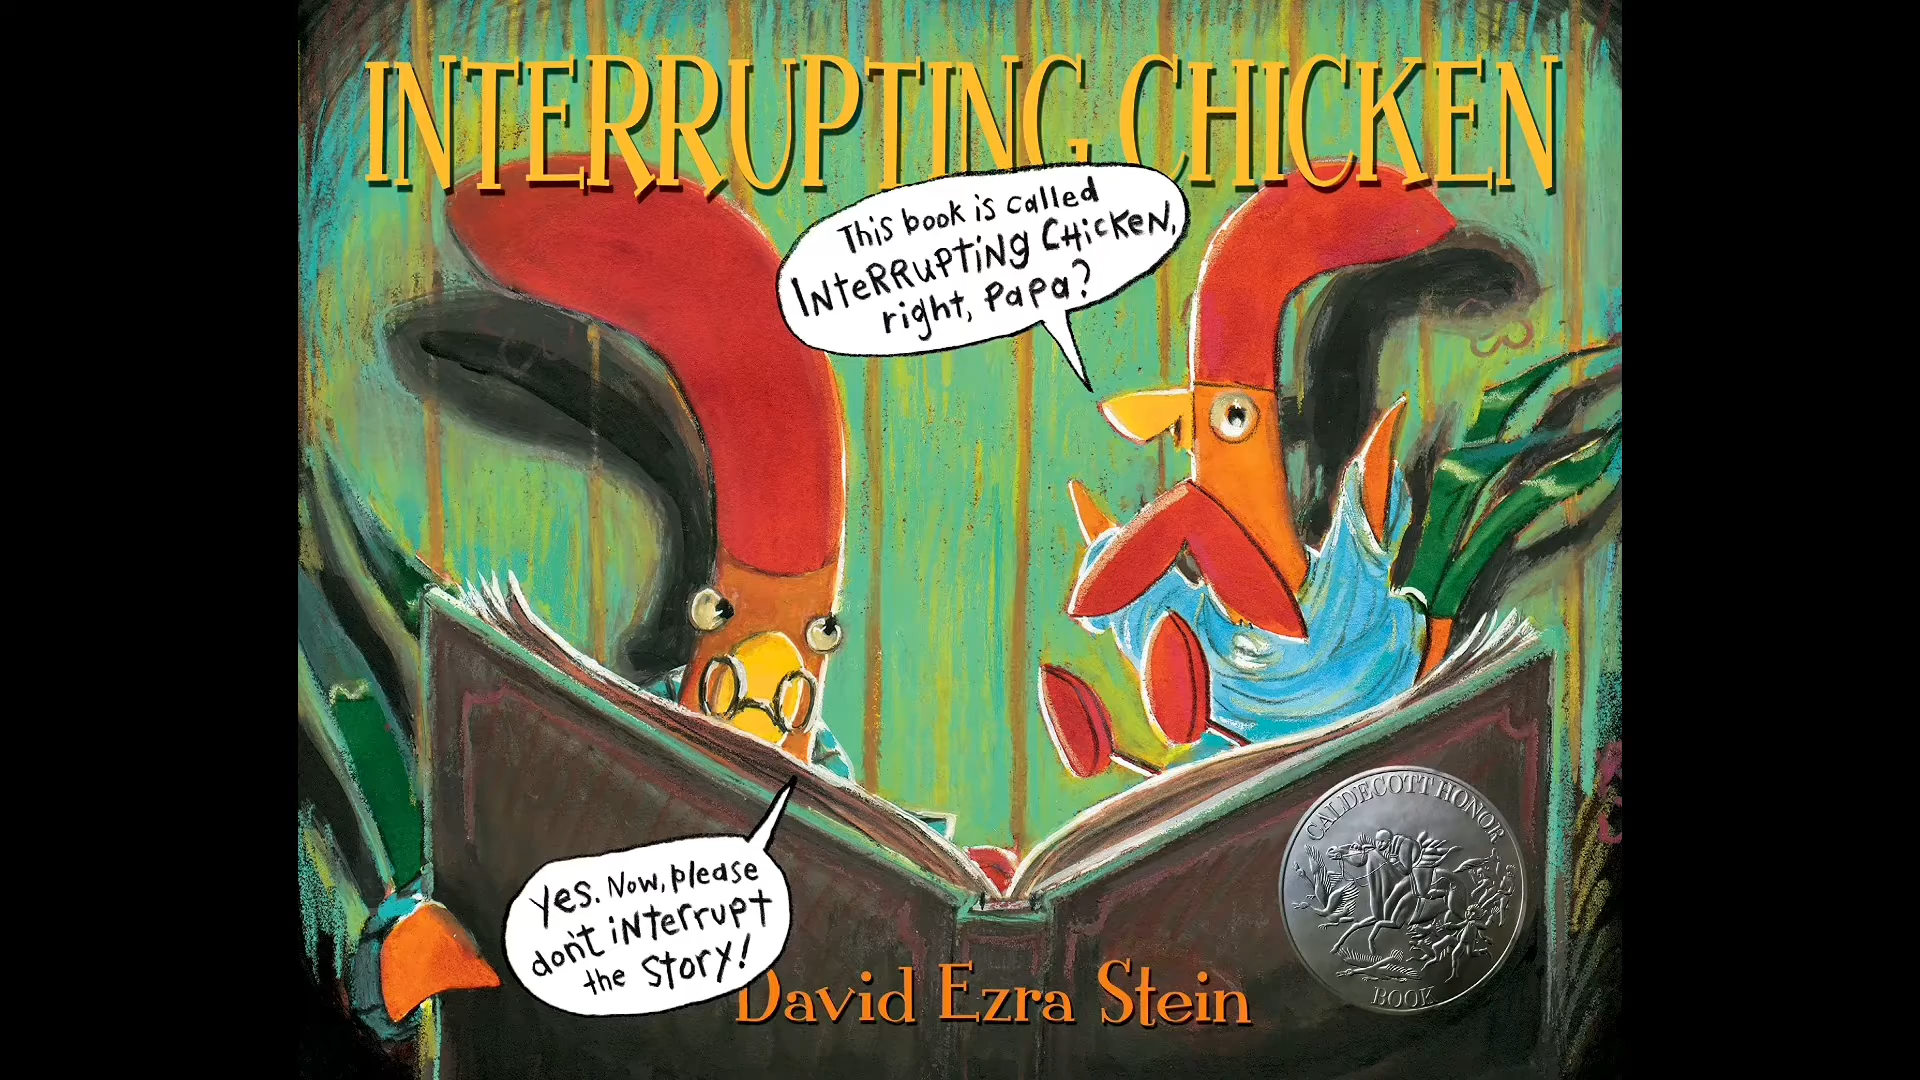 INTERRUPTING CHICKEN
This book is called
INTERRUPTING CHICKEN,
right, Papa?
Yes. Now, please
don't interrupt
the story!
David Ezra Stein
CALDECOTT HONOR
BOOK